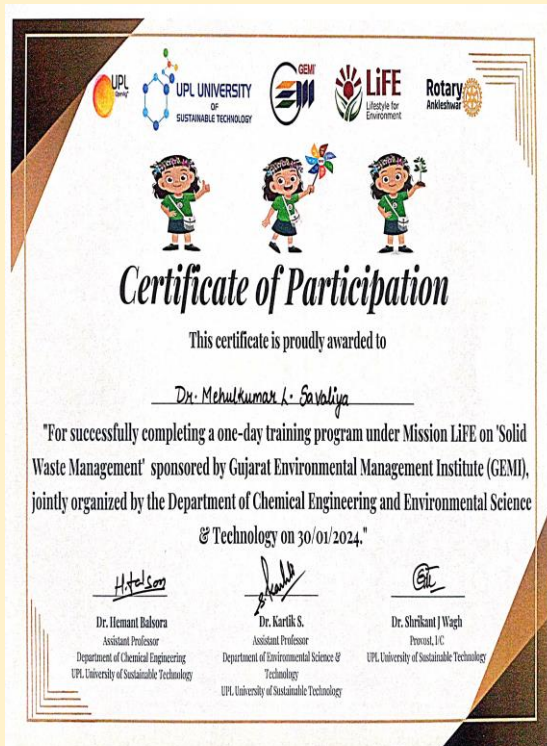 UPL
UPL UNIVERSITY
OF
SUSTAINABLE TECHNOLOGY
GEMI
LiFE
Lifestyle for
Environment
Rotary
Ankleshwar
Certificate of Participation
This certificate is proudly awarded to
Dr. Mehulkumar L. Savaliya
"For successfully completing a one-day training program under Mission LiFE on 'Solid
Waste Management' sponsored by Gujarat Environmental Management Institute (GEMI),
jointly organized by the Department of Chemical Engineering and Environmental Science
& Technology on 30/01/2024."
Dr. Hemant Balsora
Assistant Professor
Department of Chemical Engineering
UPL University of Sustainable Technology
Dr. Kartik S.
Assistant Professor
Department of Environmental Science &
Technology
UPL University of Sustainable Technology
Dr. Shrikant J Wagh
Provost, I/C
UPL University of Sustainable Technology